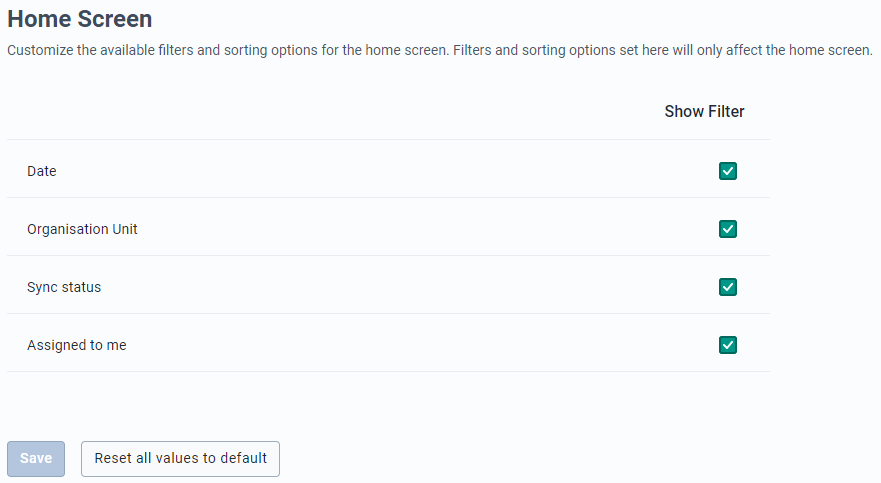 Home Screen
Customize the available filters and sorting options for the home screen. Filters and sorting options set here will only affect the home screen.
Show Filter
Date
Organisation Unit
Sync status
Assigned to me
Save
Reset all values to default